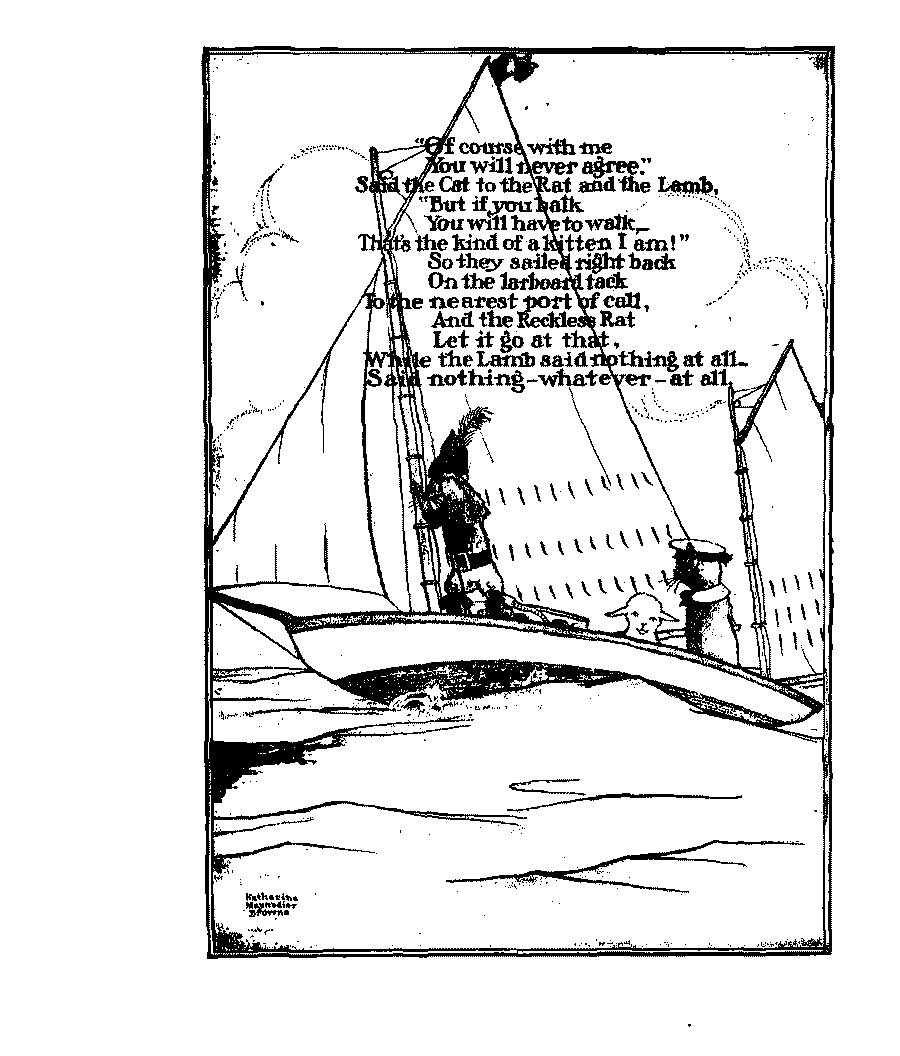 "Of course with me
You will never agree."
Said the Cat to the Rat and the Lamb,
"But if you balk
You will have to walk,—
That's the kind of a kitten I am!"
So they sailed right back
On the larboard tack
To the nearest port of call,
And the Reckless Rat
Let it go at that,
While the Lamb said nothing at all—
Said nothing-whatever-at all.
Katharine
Maynadier
Browne